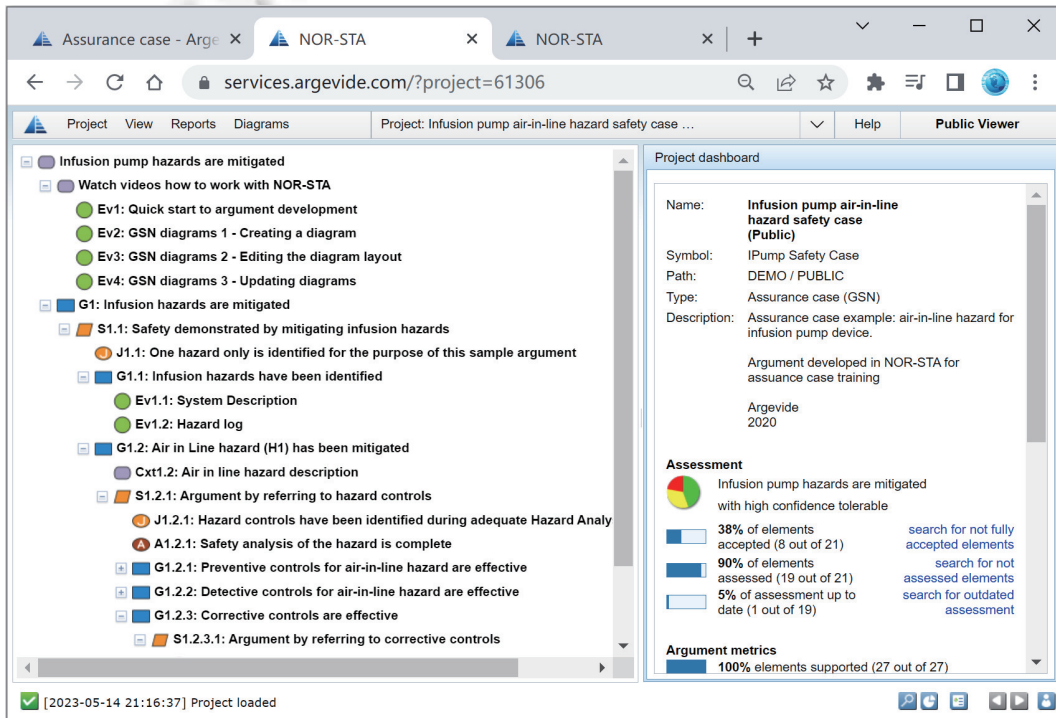 Assurance case - Arge
NOR-STA
NOR-STA
services.argevide.com/?project=61306
Project View Reports Diagrams Project: Infusion pump air-in-line hazard safety case ... Help Public Viewer
Infusion pump hazards are mitigated
Watch videos how to work with NOR-STA
Ev1: Quick start to argument development
Ev2: GSN diagrams 1 - Creating a diagram
Ev3: GSN diagrams 2 - Editing the diagram layout
Ev4: GSN diagrams 3 - Updating diagrams
G1: Infusion hazards are mitigated
S1.1: Safety demonstrated by mitigating infusion hazards
J J1.1: One hazard only is identified for the purpose of this sample argument
G1.1: Infusion hazards have been identified
Ev1.1: System Description
Ev1.2: Hazard log
G1.2: Air in Line hazard (H1) has been mitigated
Cxt1.2: Air in line hazard description
S1.2.1: Argument by referring to hazard controls
J J1.2.1: Hazard controls have been identified during adequate Hazard Analy
A A1.2.1: Safety analysis of the hazard is complete
G1.2.1: Preventive controls for air-in-line hazard are effective
G1.2.2: Detective controls for air-in-line hazard are effective
G1.2.3: Corrective controls are effective
S1.2.3.1: Argument by referring to corrective controls
Project dashboard
Name: Infusion pump air-in-line
hazard safety case
(Public)
Symbol: IPump Safety Case
Path: DEMO / PUBLIC
Type: Assurance case (GSN)
Description: Assurance case example: air-in-line hazard for
infusion pump device.
Argument developed in NOR-STA for
assuance case training
Argevide
2020
Assessment
Infusion pump hazards are mitigated
with high confidence tolerable
38% of elements search for not fully
accepted (8 out of 21) accepted elements
90% of elements search for not
assessed (19 out of 21) assessed elements
5% of assessment up to search for outdated
date (1 out of 19) assessment
Argument metrics
100% elements supported (27 out of 27)
[2023-05-14 21:16:37] Project loaded